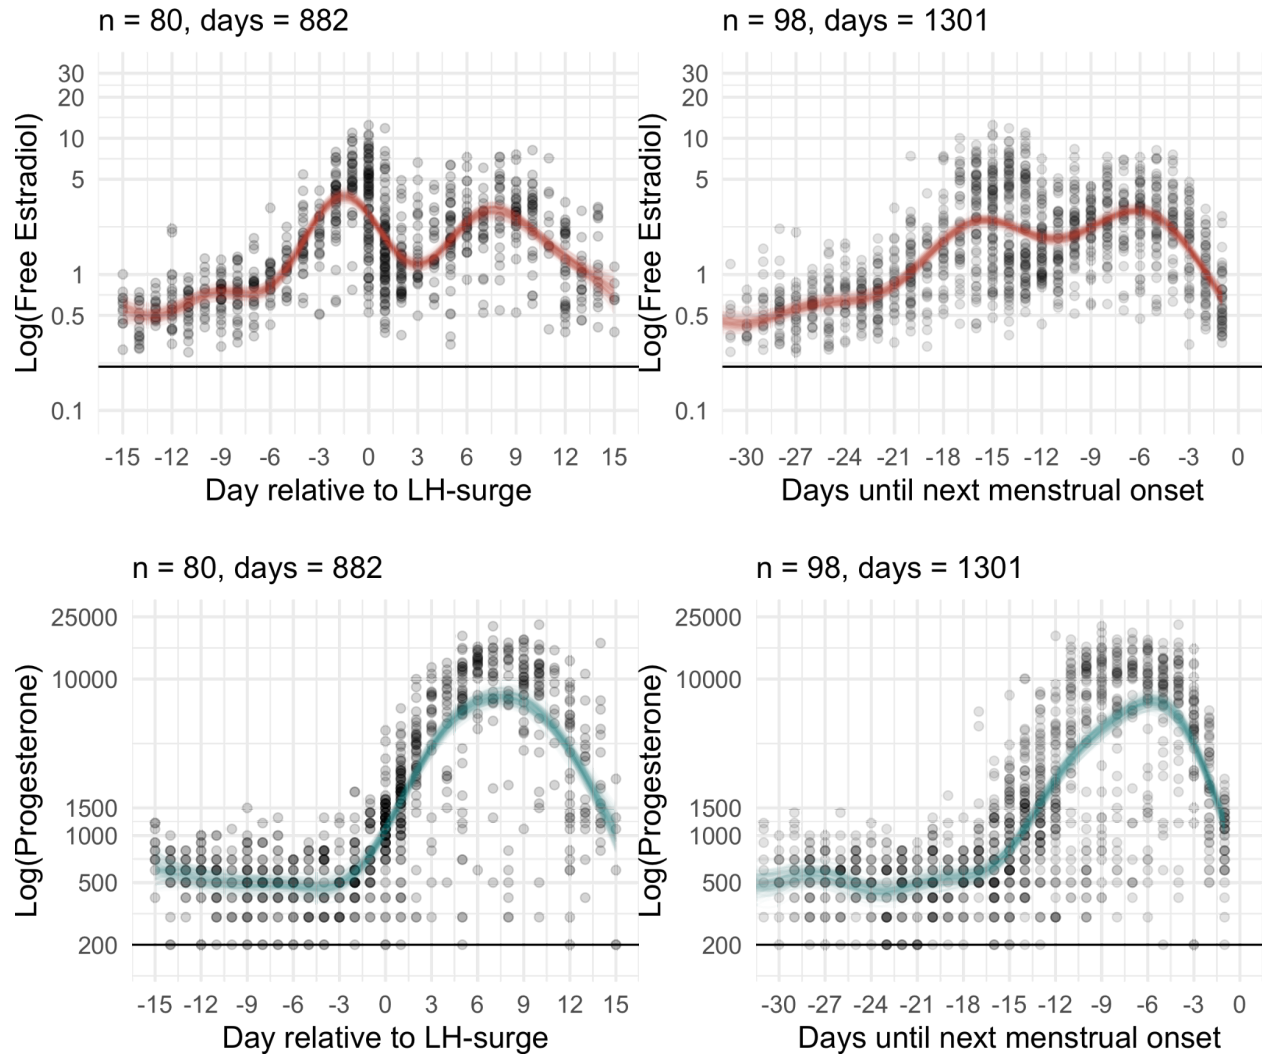 n = 80, days = 882
Log(Free Estradiol)
30
20
10
5
1
0.5
0.1
-15 -12 -9 -6 -3 0 3 6 9 12 15
Day relative to LH-surge
n = 98, days = 1301
Log(Free Estradiol)
30
20
10
5
1
0.5
0.1
-30 -27 -24 -21 -18 -15 -12 -9 -6 -3 0
Days until next menstrual onset
n = 80, days = 882
Log(Progesterone)
25000
10000
1500
1000
500
200
-15 -12 -9 -6 -3 0 3 6 9 12 15
Day relative to LH-surge
n = 98, days = 1301
Log(Progesterone)
25000
10000
1500
1000
500
200
-30 -27 -24 -21 -18 -15 -12 -9 -6 -3 0
Days until next menstrual onset